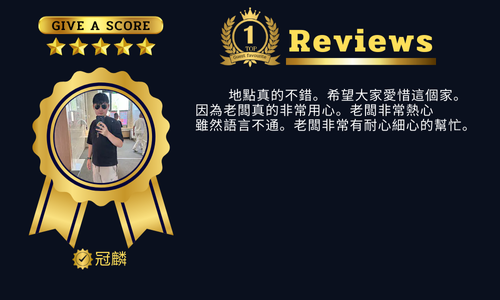 GIVE A SCORE
1
TOP
Reviews
地點真的不錯。希望大家愛惜這個家。
因為老闆真的非常用心。老闆非常熱心
雖然語言不通。老闆非常有耐心細心的幫忙。
冠麟